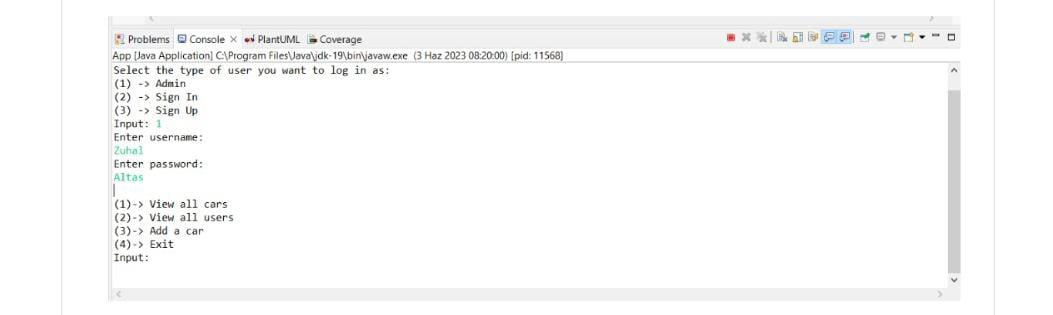 Problems Console × PlantUML Coverage
App [Java Application] C:\Program Files\Java\jdk-19\bin\javaw.exe (3 Haz 2023 08:20:00) [pid: 11568]
Select the type of user you want to log in as:
(1) -> Admin
(2) -> Sign In
(3) -> Sign Up
Input: 1
Enter username:
Zuhal
Enter password:
Altas
(1)-> View all cars
(2)-> View all users
(3)-> Add a car
(4)-> Exit
Input: